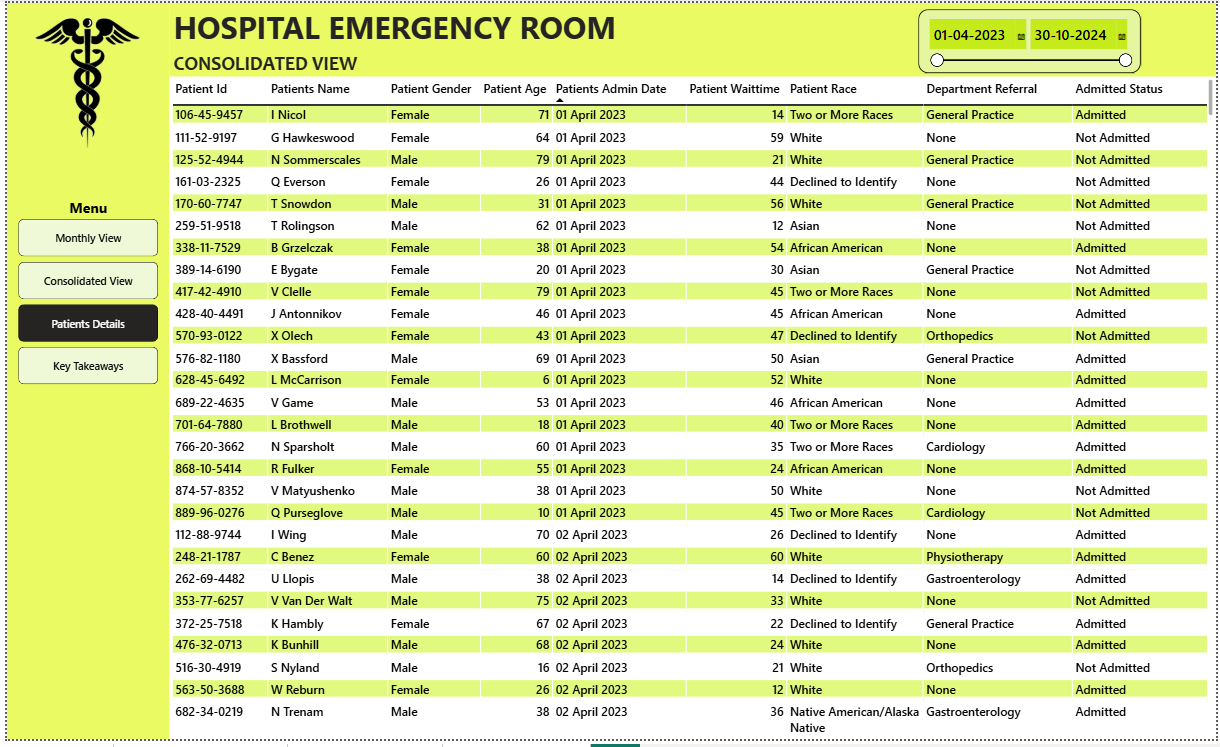 HOSPITAL EMERGENCY ROOM
01-04-2023 30-10-2024
CONSOLIDATED VIEW
Menu
Monthly View
Consolidated View
Patients Details
Key Takeaways
Patient Id Patients Name Patient Gender Patient Age Patients Admin Date Patient Waittime Patient Race Department Referral Admitted Status
106-45-9457 I Nicol Female 71 01 April 2023 14 Two or More Races General Practice Admitted
111-52-9197 G Hawkeswood Female 64 01 April 2023 59 White None Not Admitted
125-52-4944 N Sommerscales Male 79 01 April 2023 21 White General Practice Not Admitted
161-03-2325 Q Everson Female 26 01 April 2023 44 Declined to Identify None Not Admitted
170-60-7747 T Snowdon Male 31 01 April 2023 56 White General Practice Not Admitted
259-51-9518 T Rolingson Male 62 01 April 2023 12 Asian None Not Admitted
338-11-7529 B Grzelczak Female 38 01 April 2023 54 African American None Admitted
389-14-6190 E Bygate Female 20 01 April 2023 30 Asian General Practice Not Admitted
417-42-4910 V Clelle Female 79 01 April 2023 45 Two or More Races None Not Admitted
428-40-4491 J Antonnikov Female 46 01 April 2023 45 African American None Admitted
570-93-0122 X Olech Female 43 01 April 2023 47 Declined to Identify Orthopedics Not Admitted
576-82-1180 X Bassford Male 69 01 April 2023 50 Asian General Practice Admitted
628-45-6492 L McCarrison Female 6 01 April 2023 52 White None Admitted
689-22-4635 V Game Male 53 01 April 2023 46 African American None Admitted
701-64-7880 L Brothwell Male 18 01 April 2023 40 Two or More Races None Admitted
766-20-3662 N Sparsholt Male 60 01 April 2023 35 Two or More Races Cardiology Admitted
868-10-5414 R Fulker Female 55 01 April 2023 24 African American None Admitted
874-57-8352 V Matyushenko Male 38 01 April 2023 50 White None Not Admitted
889-96-0276 Q Purseglove Male 10 01 April 2023 45 Two or More Races Cardiology Not Admitted
112-88-9744 I Wing Male 70 02 April 2023 26 Declined to Identify None Admitted
248-21-1787 C Benez Female 60 02 April 2023 60 White Physiotherapy Admitted
262-69-4482 U Llopis Male 38 02 April 2023 14 Declined to Identify Gastroenterology Admitted
353-77-6257 V Van Der Walt Male 75 02 April 2023 33 White None Not Admitted
372-25-7518 K Hambly Female 67 02 April 2023 22 Declined to Identify General Practice Admitted
476-32-0713 K Bunhill Male 68 02 April 2023 24 White None Admitted
516-30-4919 S Nyland Male 16 02 April 2023 21 White Orthopedics Not Admitted
563-50-3688 W Reburn Female 26 02 April 2023 12 White None Admitted
682-34-0219 N Trenam Male 38 02 April 2023 36 Native American/Alaska Gastroenterology Admitted
Native